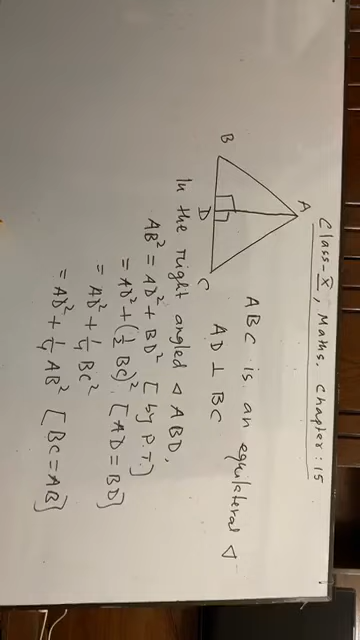 Class-X, Maths, Chapter: 15
A
B
D
C
ABC is an equilateral △
AD ⊥ BC
In the right angled △ ABD,
AB² = AD² + BD² [by P.T.]
= AD² + (½ BC)² [AD = BD]
= AD² + ¼ BC²
= AD² + ¼ AB² [BC = AB]